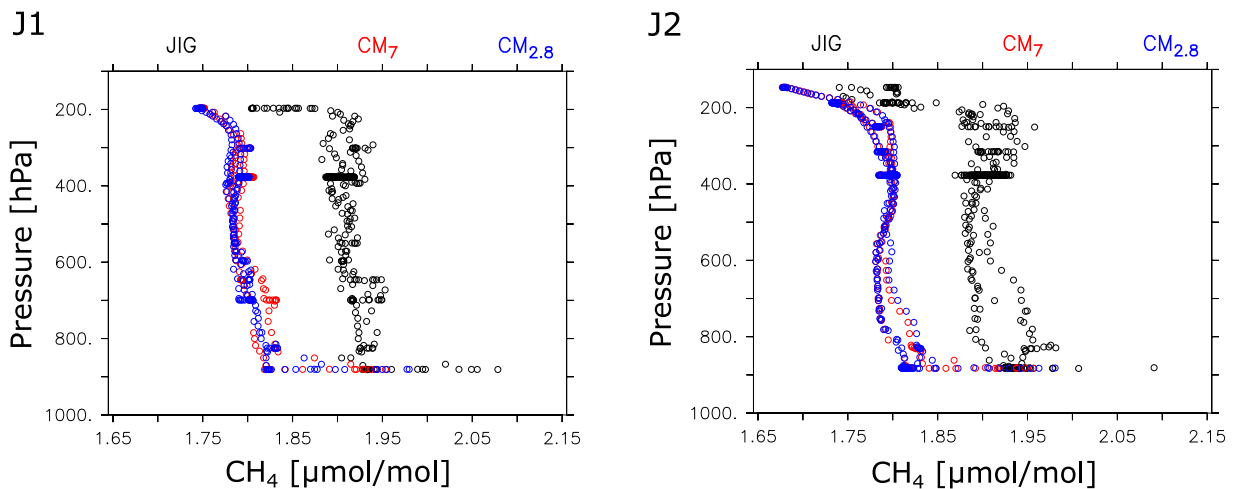 J1
JIG CM7 CM2.8
200.
400.
600.
800.
1000.
Pressure [hPa]
1.65 1.75 1.85 1.95 2.05 2.15
CH4 [μmol/mol]
J2
JIG CM7 CM2.8
200.
400.
600.
800.
1000.
Pressure [hPa]
1.65 1.75 1.85 1.95 2.05 2.15
CH4 [μmol/mol]